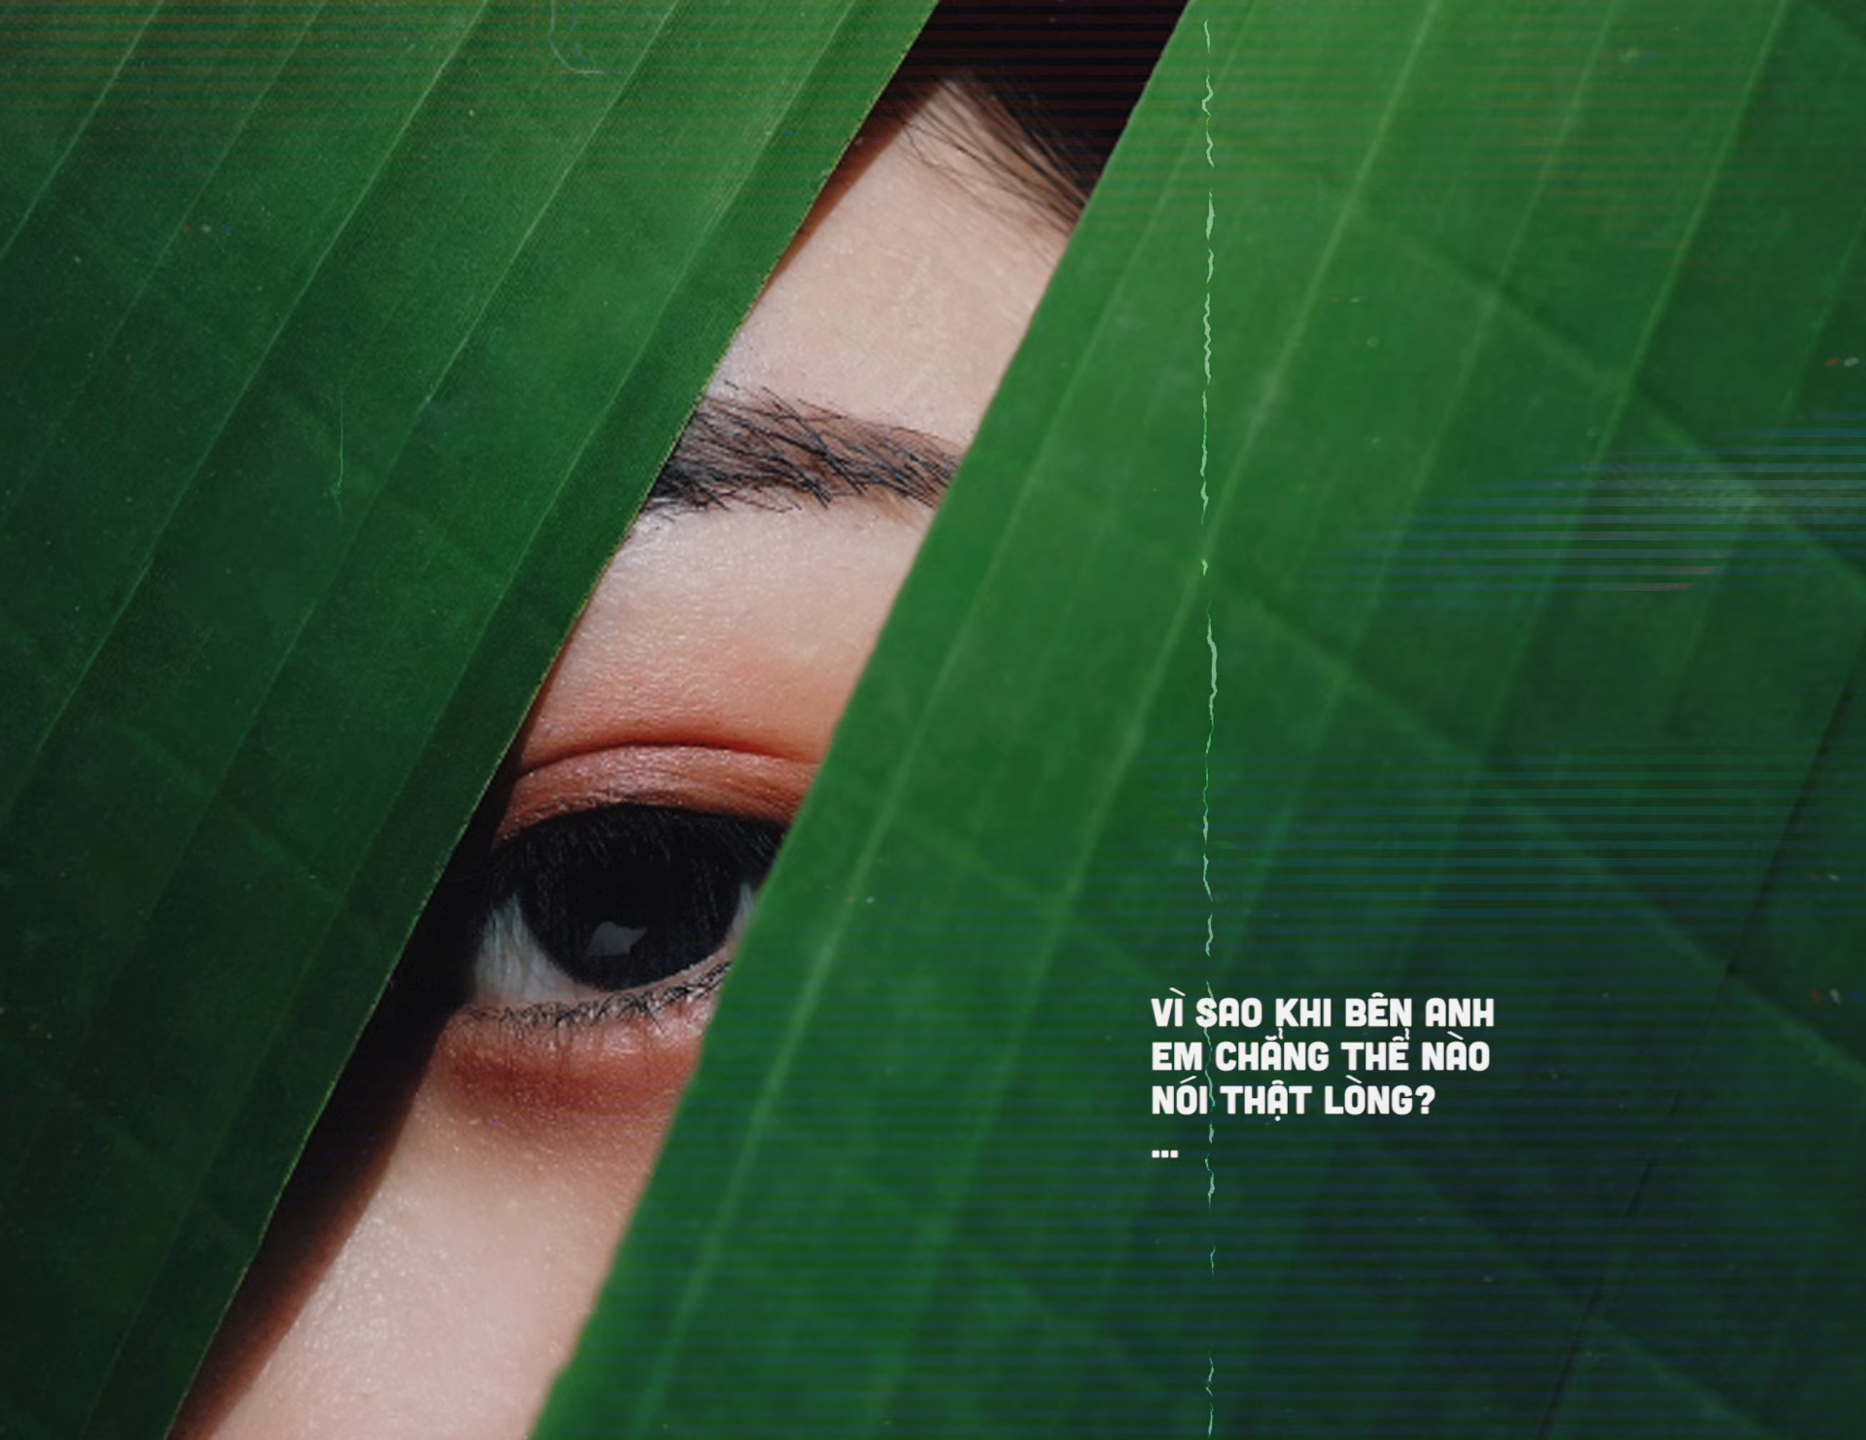 VÌ SAO KHI BÊN ANH
EM CHẲNG THỂ NÀO
NÓI THẬT LÒNG?
...